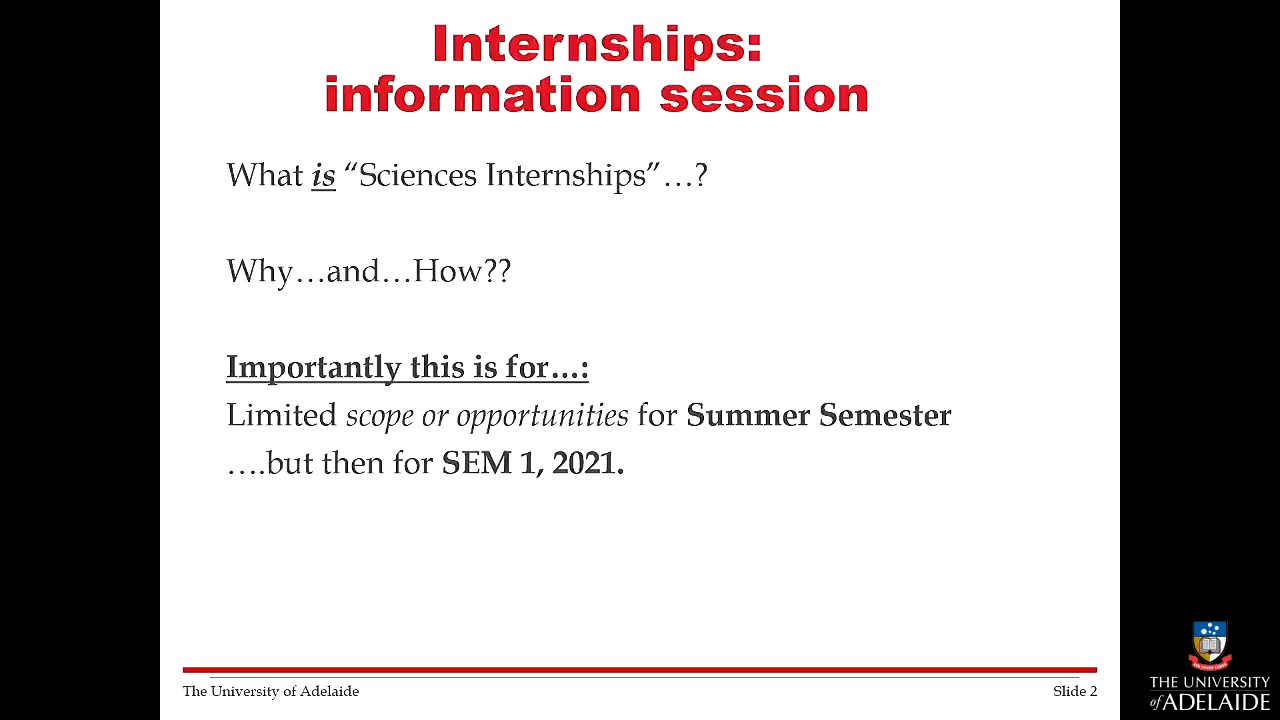 Internships:
information session
What is “Sciences Internships”…?
Why…and…How??
Importantly this is for…:
Limited scope or opportunities for Summer Semester
….but then for SEM 1, 2021.
The University of Adelaide
Slide 2
THE UNIVERSITY
of ADELAIDE